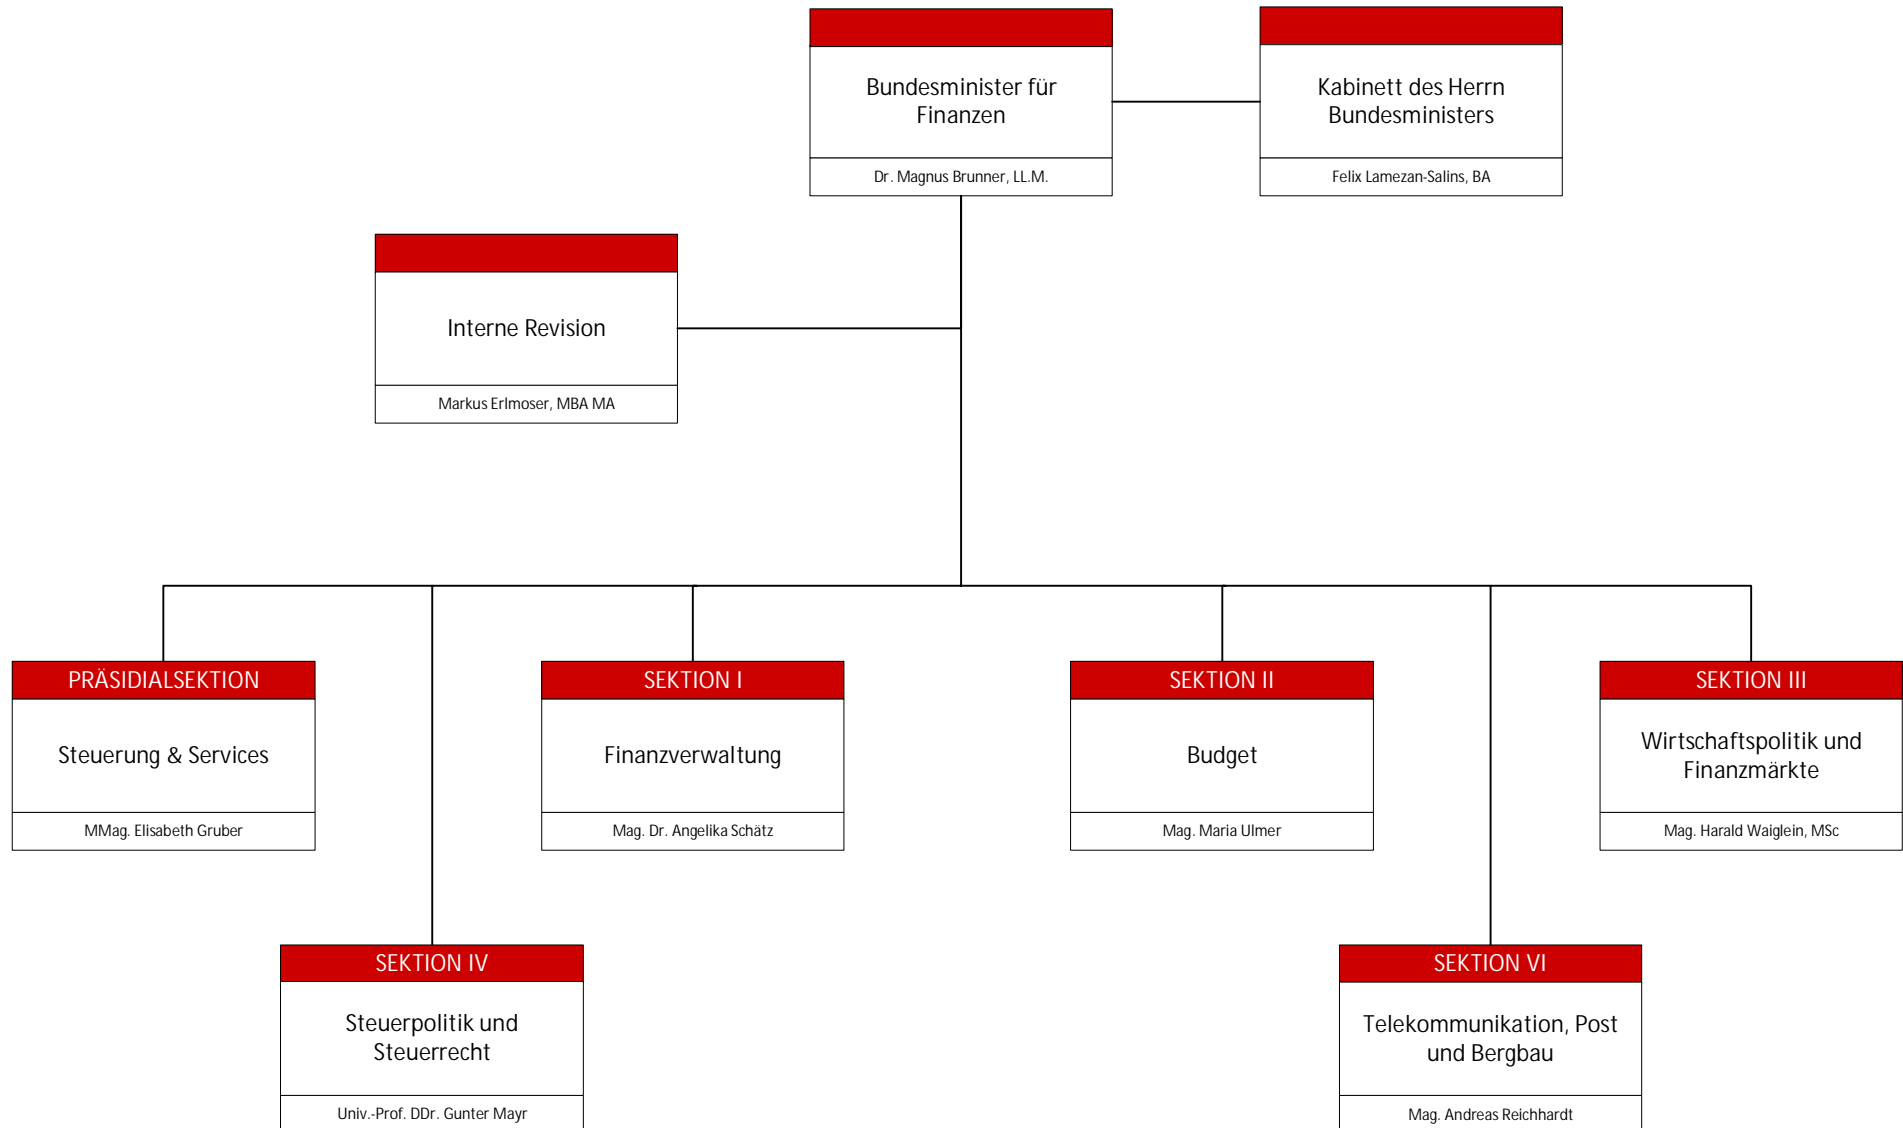 Bundesminister für
Finanzen
Dr. Magnus Brunner, LL.M.
Kabinett des Herrn
Bundesministers
Felix Lamezan-Salins, BA
Interne Revision
Markus Erlmoser, MBA MA
PRÄSIDIALSEKTION
Steuerung & Services
MMag. Elisabeth Gruber
SEKTION I
Finanzverwaltung
Mag. Dr. Angelika Schätz
SEKTION II
Budget
Mag. Maria Ulmer
SEKTION III
Wirtschaftspolitik und
Finanzmärkte
Mag. Harald Waiglein, MSc
SEKTION IV
Steuerpolitik und
Steuerrecht
Univ.-Prof. DDr. Gunter Mayr
SEKTION VI
Telekommunikation, Post
und Bergbau
Mag. Andreas Reichhardt